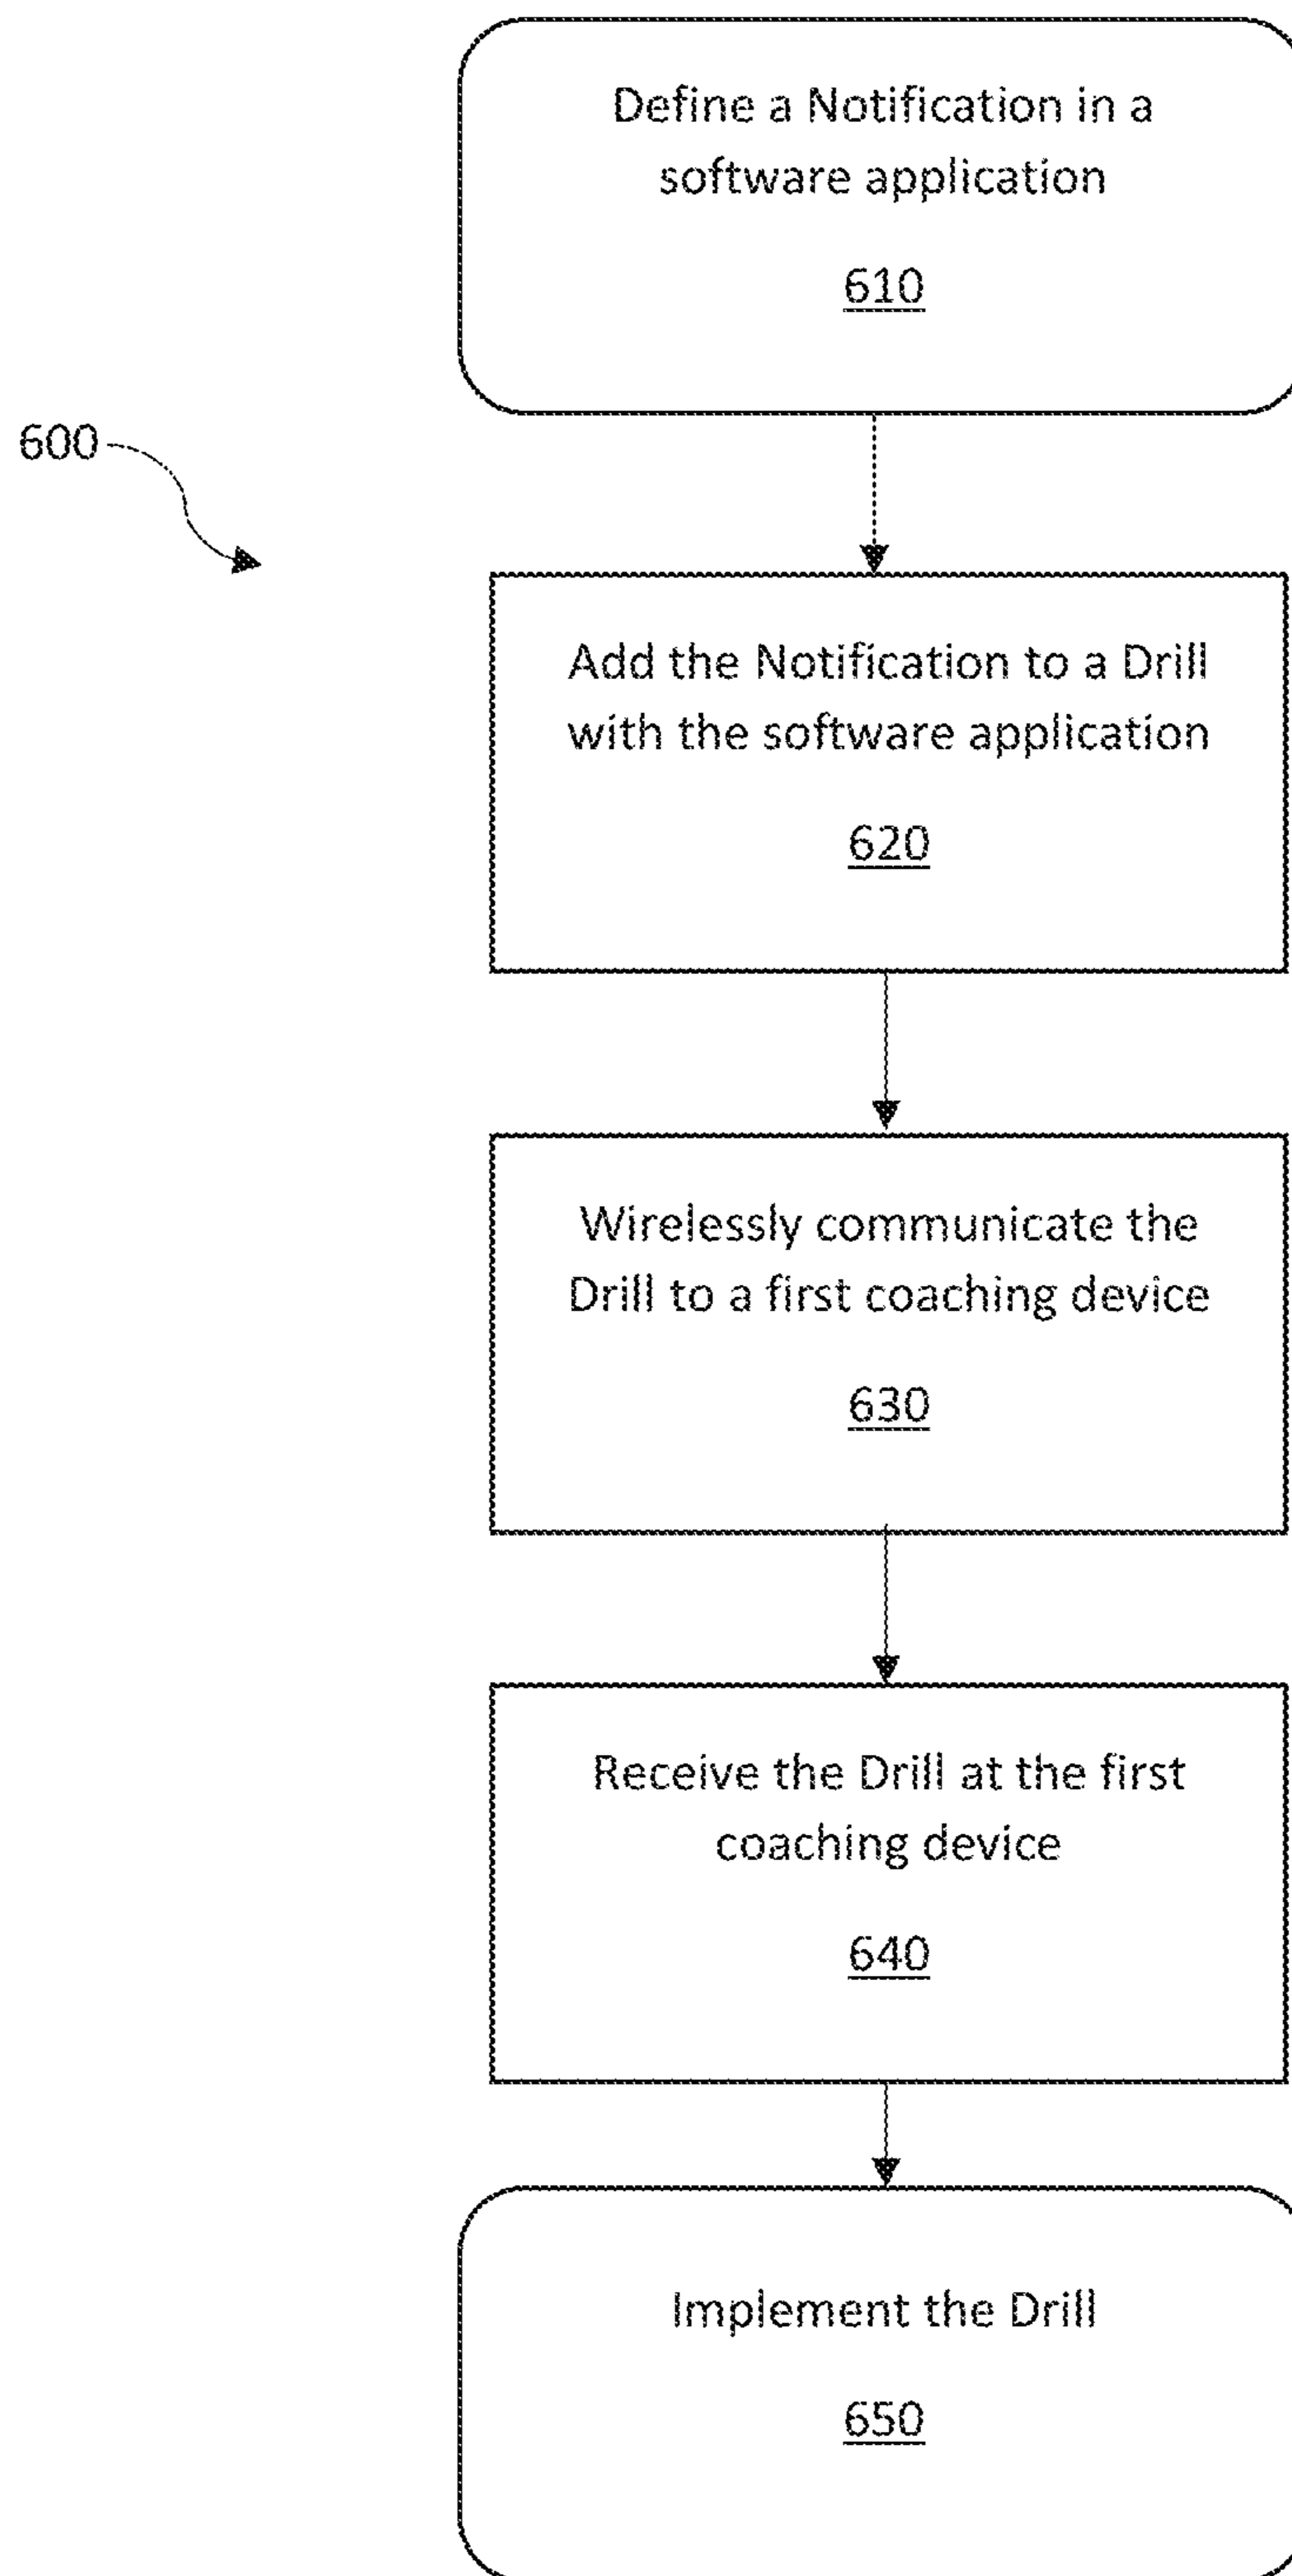 Define a Notification in a
software application
610
600
Add the Notification to a Drill
with the software application
620
Wirelessly communicate the
Drill to a first coaching device
630
Receive the Drill at the first
coaching device
640
Implement the Drill
650